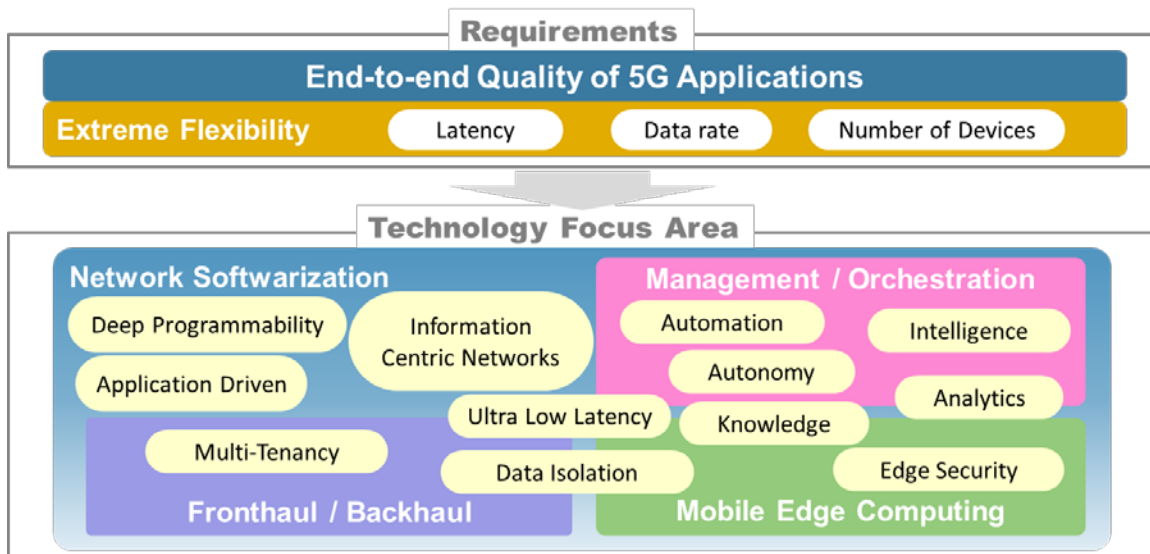 Requirements
End-to-end Quality of 5G Applications
Extreme Flexibility
Latency
Data rate
Number of Devices
Technology Focus Area
Network Softwarization
Management / Orchestration
Deep Programmability
Information
Centric Networks
Automation
Intelligence
Application Driven
Autonomy
Analytics
Ultra Low Latency
Knowledge
Multi-Tenancy
Data Isolation
Edge Security
Fronthaul / Backhaul
Mobile Edge Computing